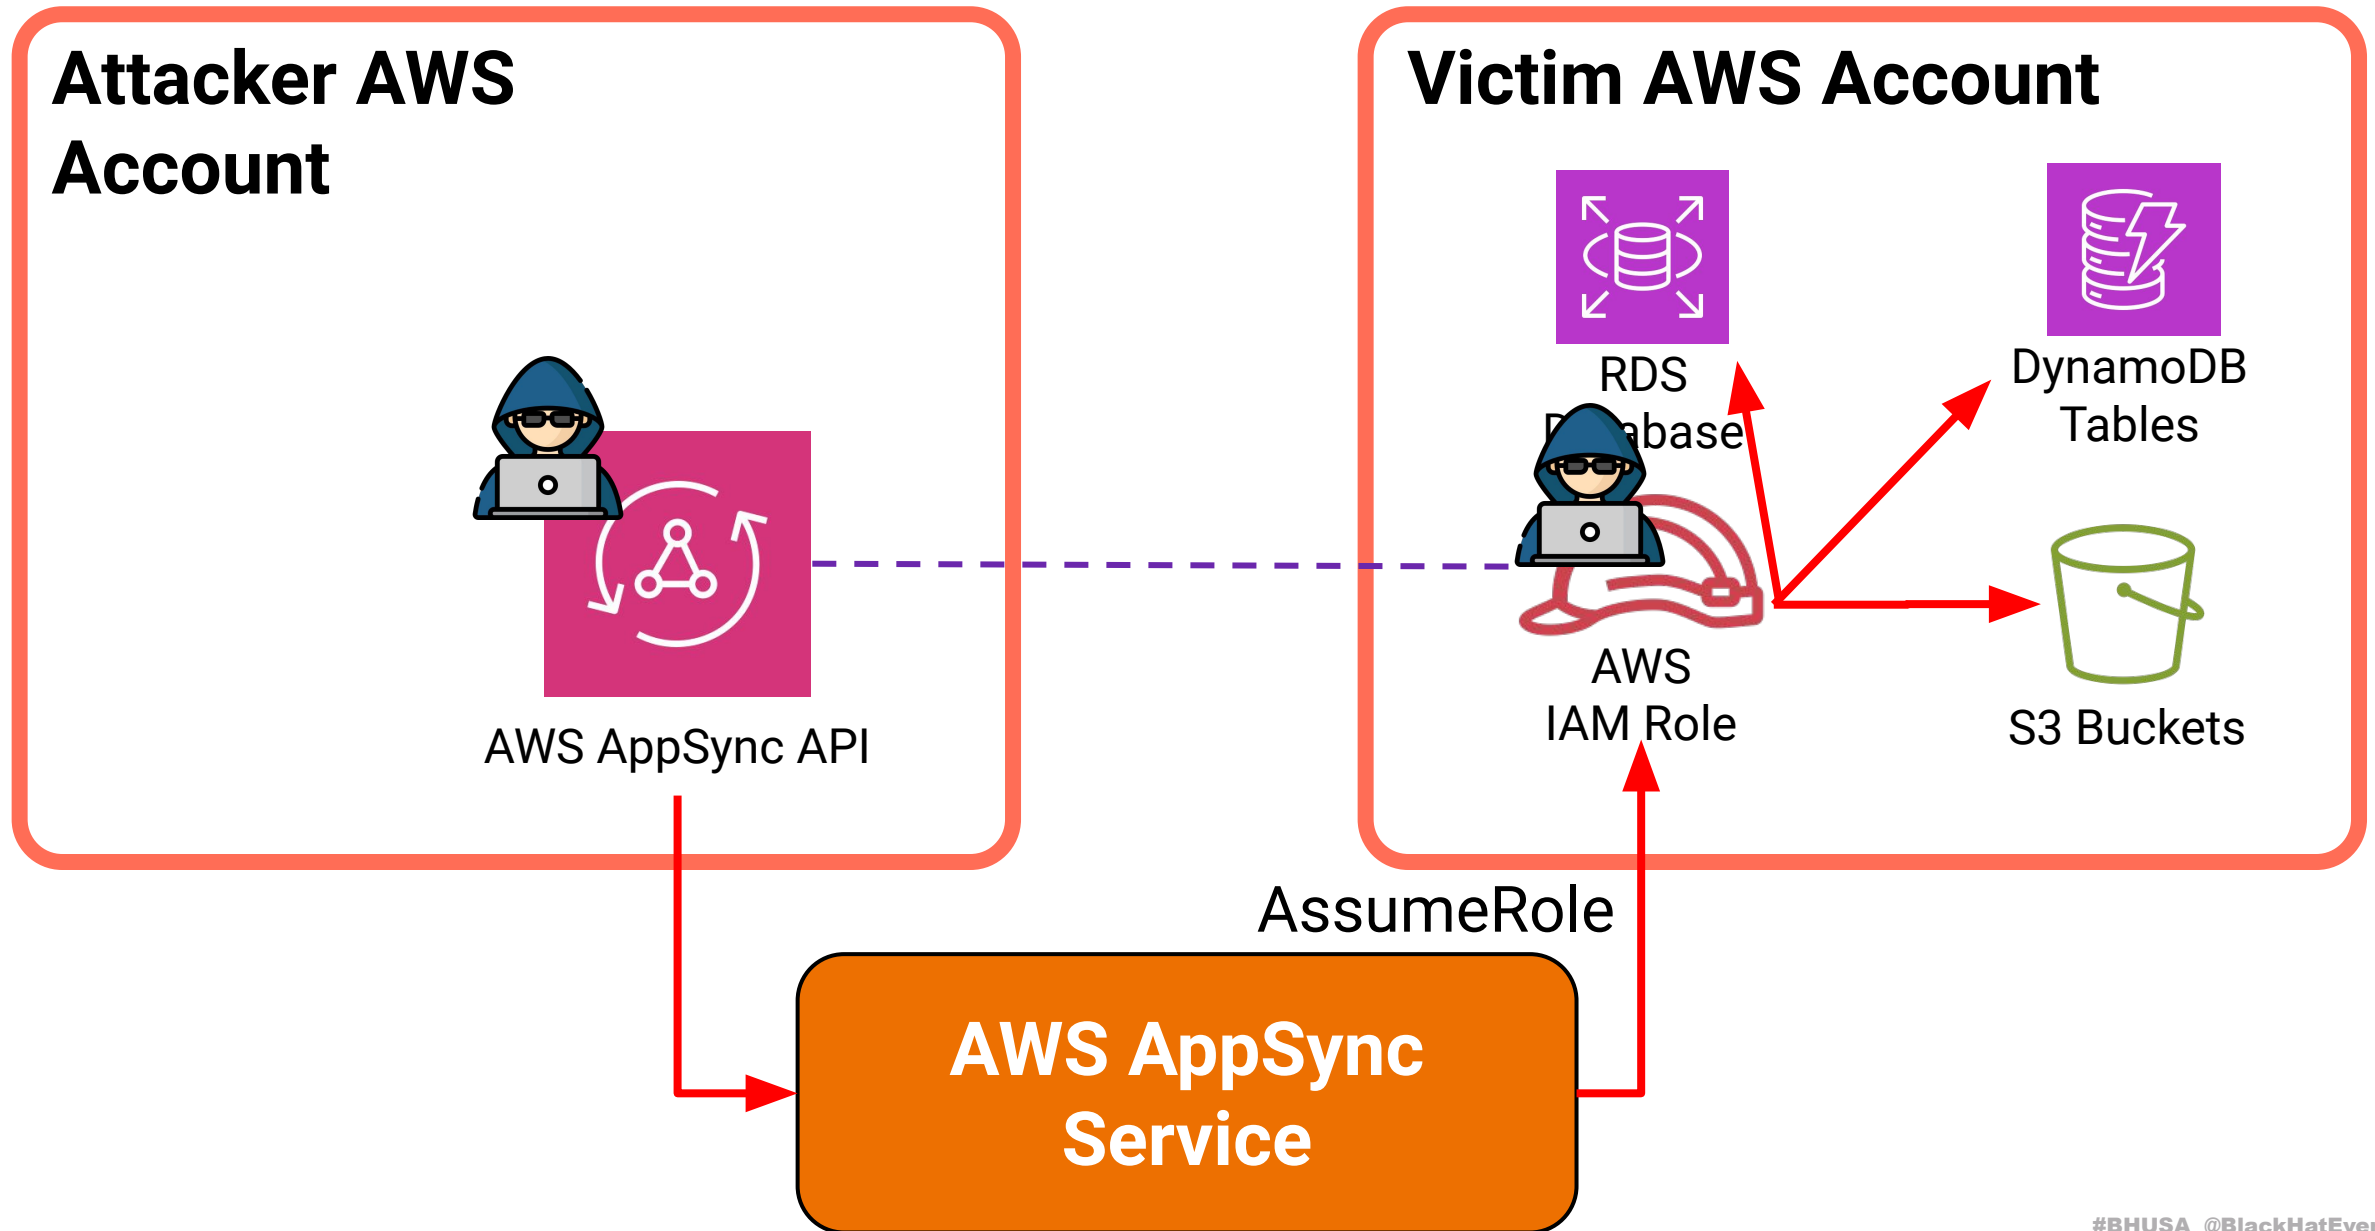 Attacker AWS
Account
Victim AWS Account
RDS
DynamoDB
Tables
AWS AppSync API
AWS
IAM Role
S3 Buckets
AssumeRole
AWS AppSync
Service
#BHUSA